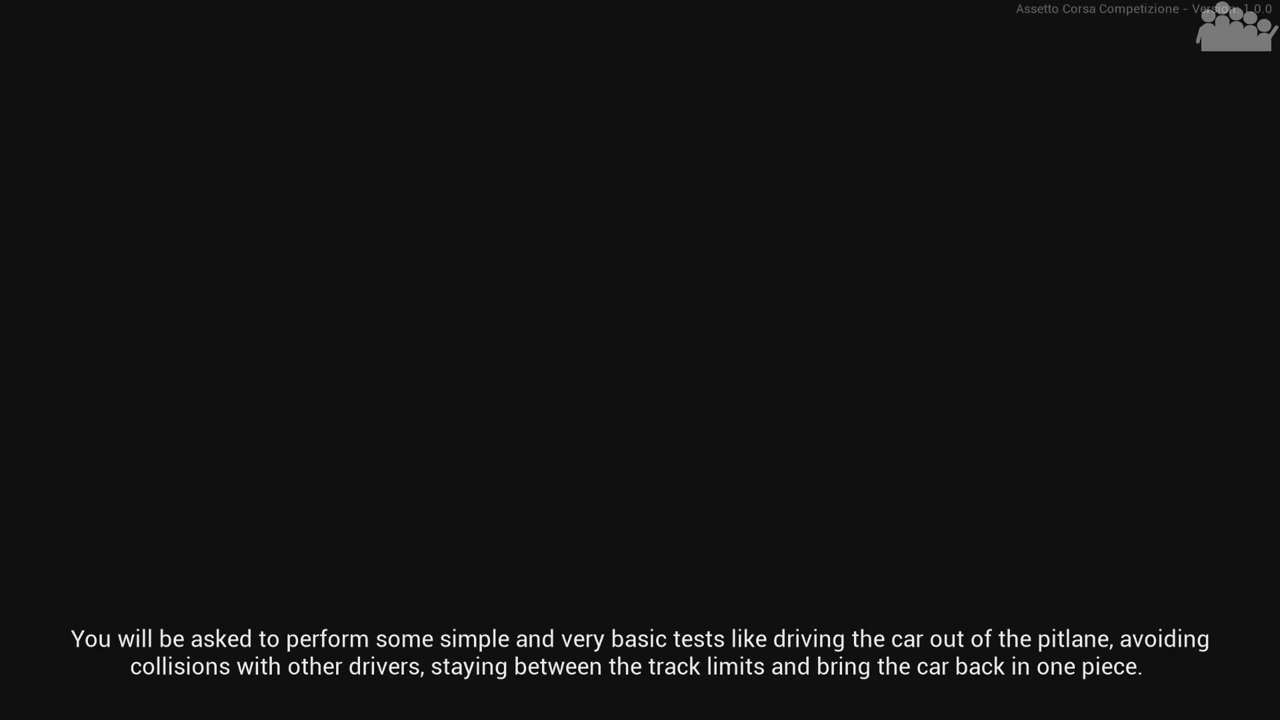 Assetto Corsa Competizione - Version: 1.0.0
You will be asked to perform some simple and very basic tests like driving the car out of the pitlane, avoiding
collisions with other drivers, staying between the track limits and bring the car back in one piece.